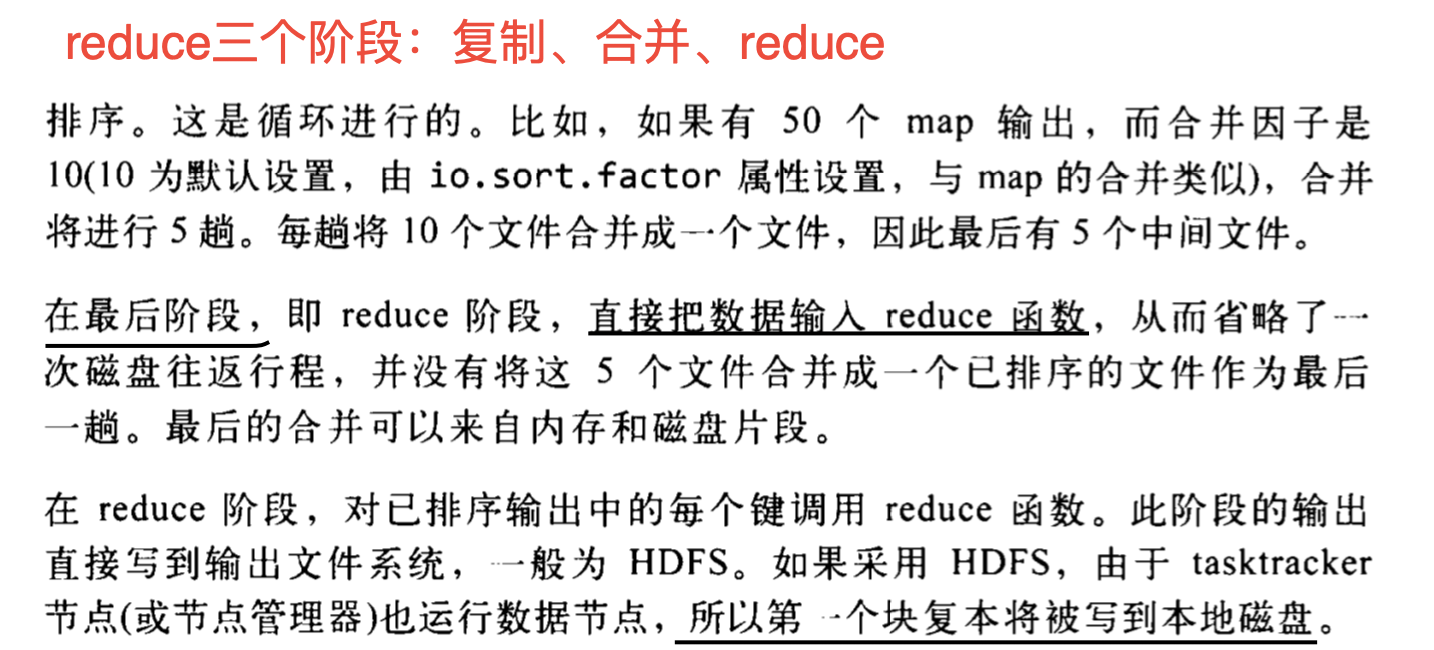 reduce三个阶段：复制、合并、reduce
排序。这是循环进行的。比如，如果有 50 个 map 输出，而合并因子是
10(10 为默认设置，由 io.sort.factor 属性设置，与 map 的合并类似)，合并
将进行 5 趟。每趟将 10 个文件合并成一个文件，因此最后有 5 个中间文件。
在最后阶段，即 reduce 阶段，直接把数据输入 reduce 函数，从而省略了一
次磁盘往返行程，并没有将这 5 个文件合并成一个已排序的文件作为最后
一趟。最后的合并可以来自内存和磁盘片段。
在 reduce 阶段，对已排序输出中的每个键调用 reduce 函数。此阶段的输出
直接写到输出文件系统，一般为 HDFS。如果采用 HDFS，由于 tasktracker
节点(或节点管理器)也运行数据节点，所以第一个块复本将被写到本地磁盘。